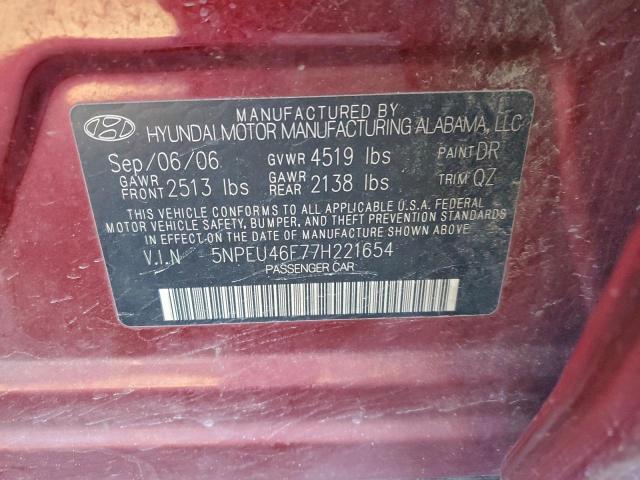 MANUFACTURED BY
HYUNDAI MOTOR MANUFACTURING ALABAMA, LLC
Sep/06/06 GVWR 4519 lbs PAINT DR
GAWR FRONT 2513 lbs GAWR REAR 2138 lbs TRIM QZ
THIS VEHICLE CONFORMS TO ALL APPLICABLE U.S.A. FEDERAL
MOTOR VEHICLE SAFETY, BUMPER, AND THEFT PREVENTION STANDARDS
IN EFFECT ON THE DATE OF MANUFACTURE SHOWN ABOVE.
V.I.N 5NPEU46F77H221654
PASSENGER CAR